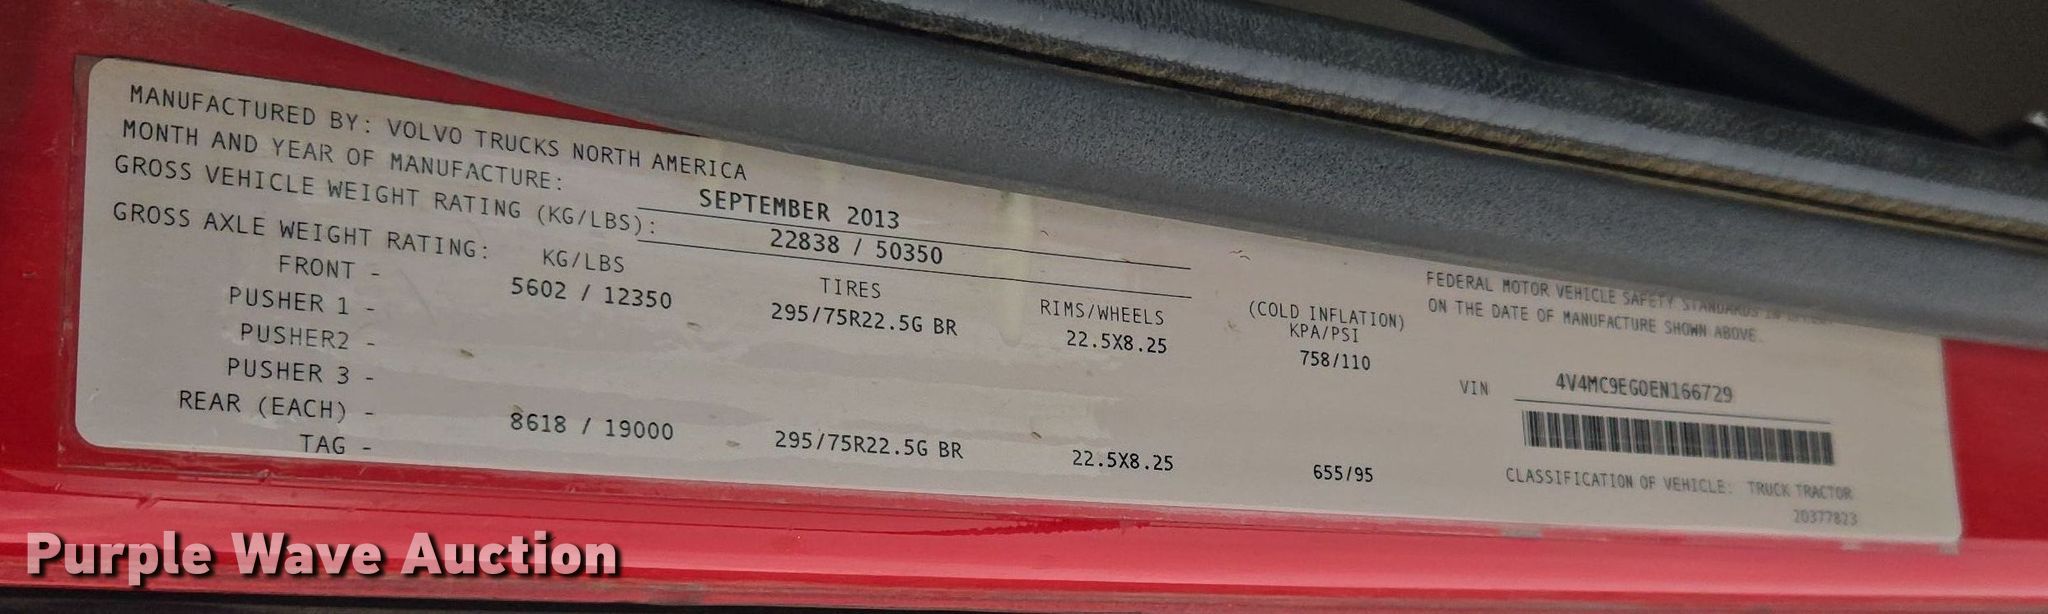 MANUFACTURED BY: VOLVO TRUCKS NORTH AMERICA
MONTH AND YEAR OF MANUFACTURE: SEPTEMBER 2013
GROSS VEHICLE WEIGHT RATING (KG/LBS): 22838 / 50350
GROSS AXLE WEIGHT RATING: KG/LBS TIRES RIMS/WHEELS (COLD INFLATION) KPA/PSI
FRONT - 5602 / 12350 295/75R22.5G BR 22.5X8.25 758/110
PUSHER 1 -
PUSHER2 -
PUSHER 3 -
REAR (EACH) - 8618 / 19000 295/75R22.5G BR 22.5X8.25 655/95
TAG -
FEDERAL MOTOR VEHICLE SAFETY STANDARDS IN
ON THE DATE OF MANUFACTURE SHOWN ABOVE.
VIN 4V4MC9EG0EN166729
CLASSIFICATION OF VEHICLE: TRUCK TRACTOR
20377823
Purple Wave Auction